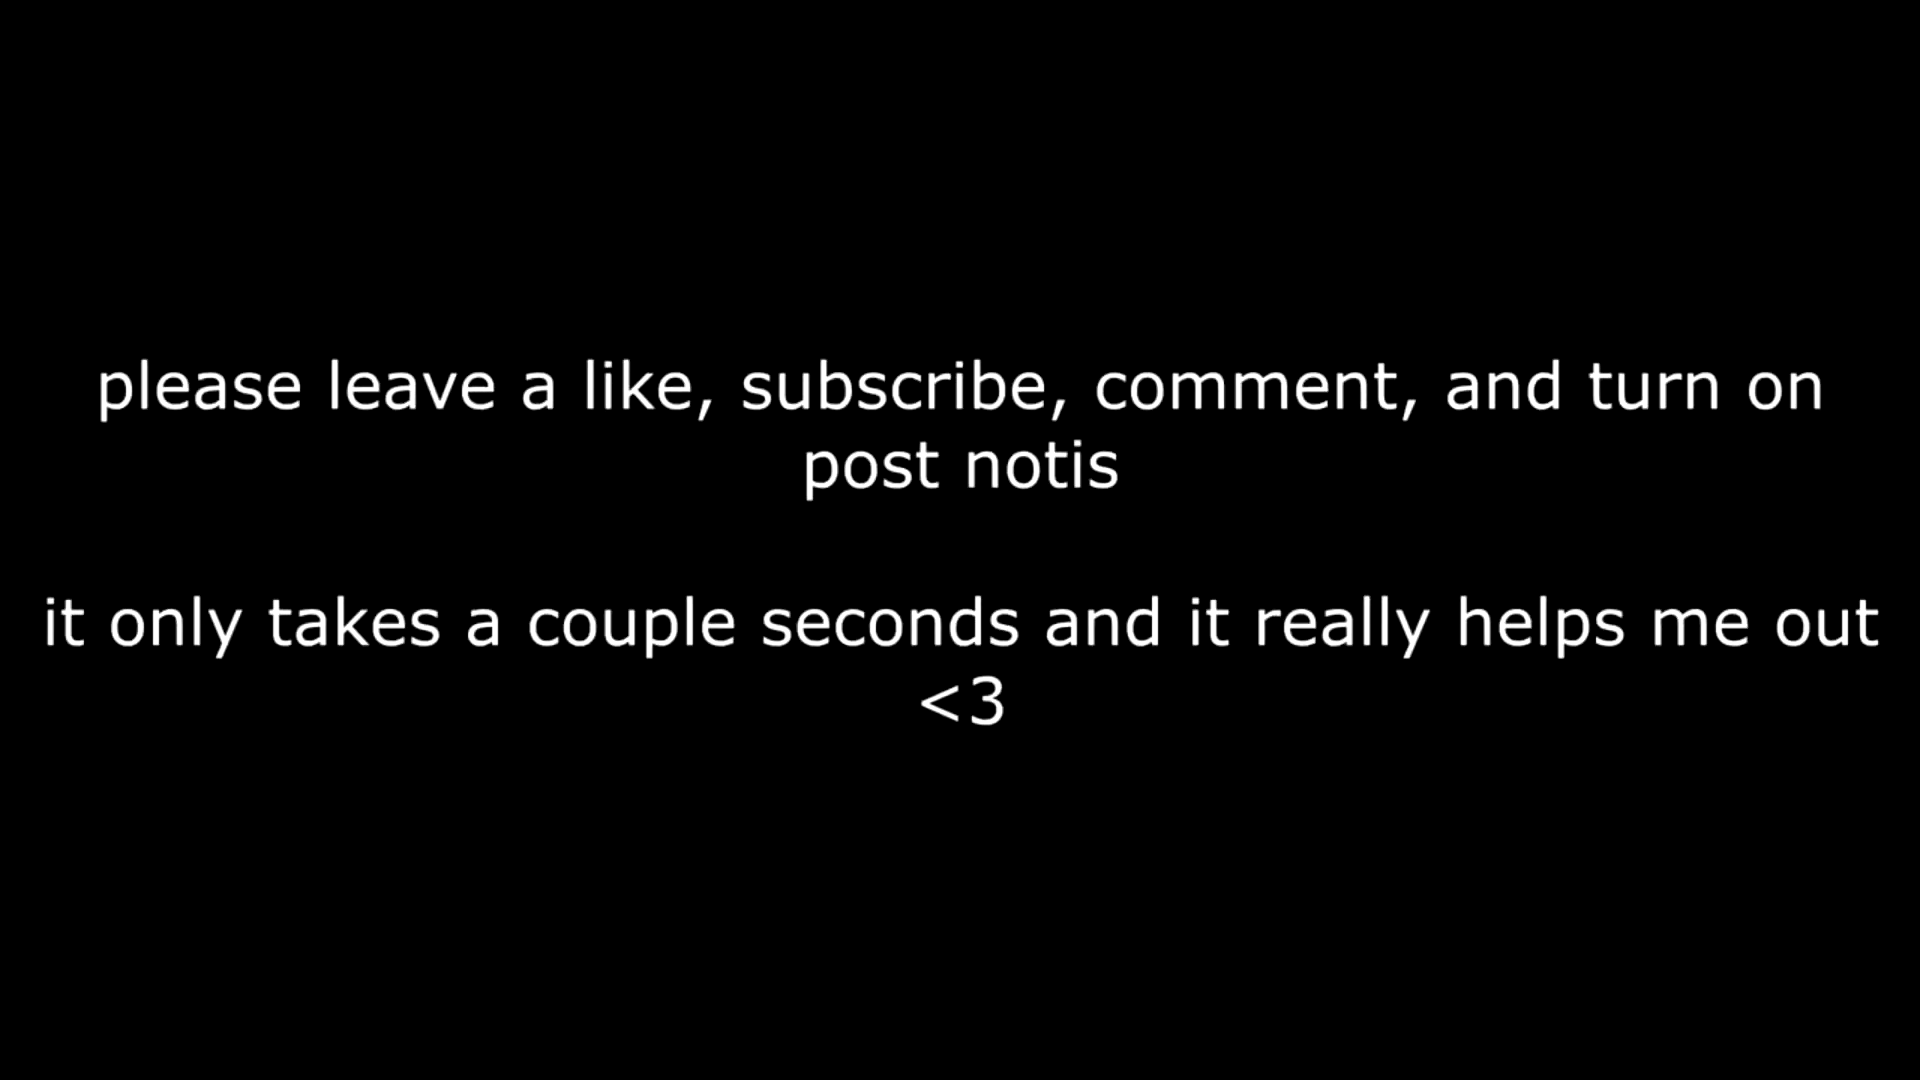 please leave a like, subscribe, comment, and turn on
post notis
it only takes a couple seconds and it really helps me out
<3